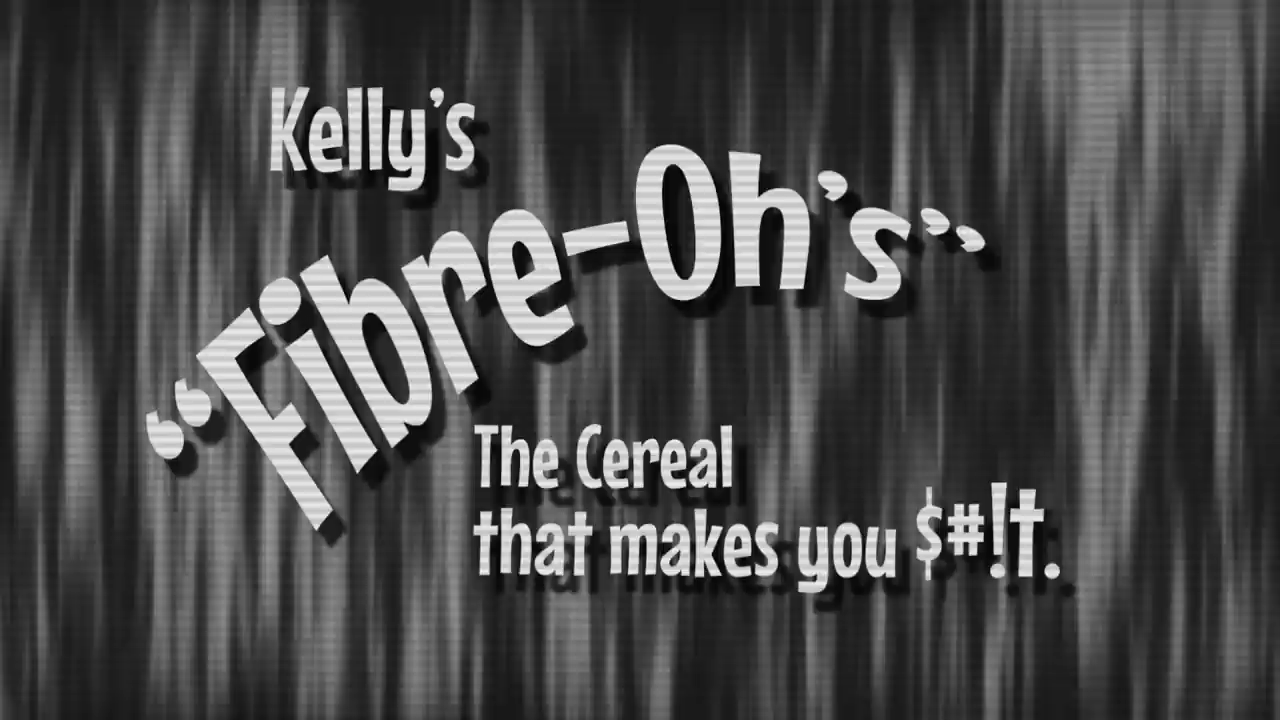 Kelly’s
“Fibre-Oh’s”
The Cereal
that makes you $#!t.